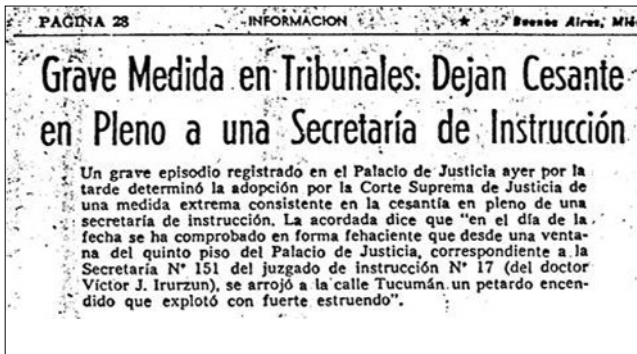 PAGINA 28 INFORMACION ★ Buenos Aires,
Grave Medida en Tribunales: Dejan Cesante
en Pleno a una Secretaría de Instrucción
Un grave episodio registrado en el Palacio de Justicia ayer por la
tarde determinó la adopción por la Corte Suprema de Justicia de
una medida extrema consistente en la cesantía en pleno de una
secretaría de instrucción. La acordada dice que "en el día de la
fecha se ha comprobado en forma fehaciente que desde una venta-
na del quinto piso del Palacio de Justicia, correspondiente a la
Secretaría N° 151 del juzgado de instrucción N° 17 (del doctor
Víctor J. Irurzun), se arrojó a la calle Tucumán un petardo encen-
dido que explotó con fuerte estruendo".